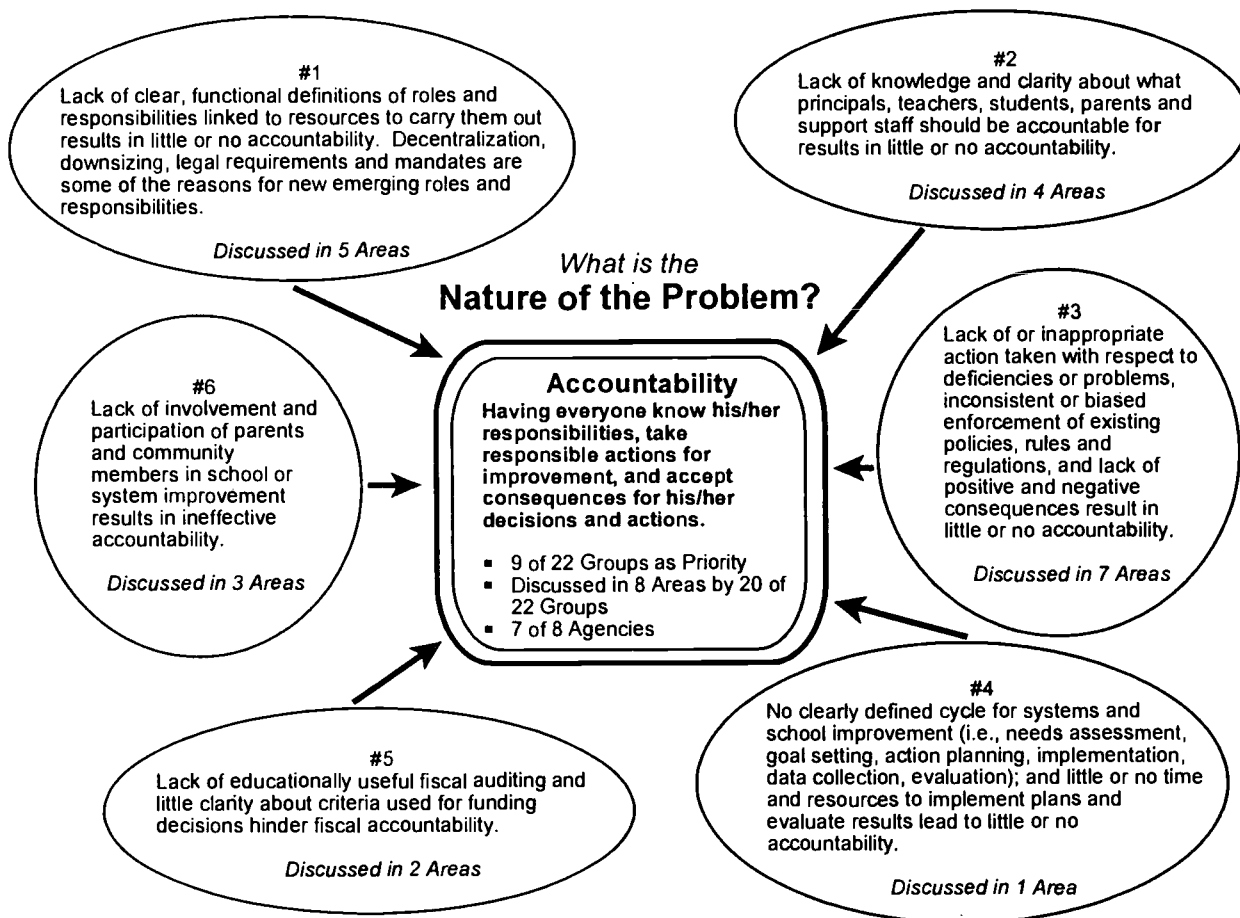 #1
Lack of clear, functional definitions of roles and
responsibilities linked to resources to carry them out
results in little or no accountability. Decentralization,
downsizing, legal requirements and mandates are
some of the reasons for new emerging roles and
responsibilities.
Discussed in 5 Areas
#2
Lack of knowledge and clarity about what
principals, teachers, students, parents and
support staff should be accountable for
results in little or no accountability.
Discussed in 4 Areas
What is the
Nature of the Problem?
#3
Lack of or inappropriate
action taken with respect to
deficiencies or problems,
inconsistent or biased
enforcement of existing
policies, rules and
regulations, and lack of
positive and negative
consequences result in
little or no accountability.
Discussed in 7 Areas
#6
Lack of involvement and
participation of parents
and community
members in school or
system improvement
results in ineffective
accountability.
Discussed in 3 Areas
Accountability
Having everyone know his/her
responsibilities, take
responsible actions for
improvement, and accept
consequences for his/her
decisions and actions.
▪ 9 of 22 Groups as Priority
▪ Discussed in 8 Areas by 20 of
22 Groups
▪ 7 of 8 Agencies
#5
Lack of educationally useful fiscal auditing and
little clarity about criteria used for funding
decisions hinder fiscal accountability.
Discussed in 2 Areas
#4
No clearly defined cycle for systems and
school improvement (i.e., needs assessment,
goal setting, action planning, implementation,
data collection, evaluation); and little or no time
and resources to implement plans and
evaluate results lead to little or no
accountability.
Discussed in 1 Area